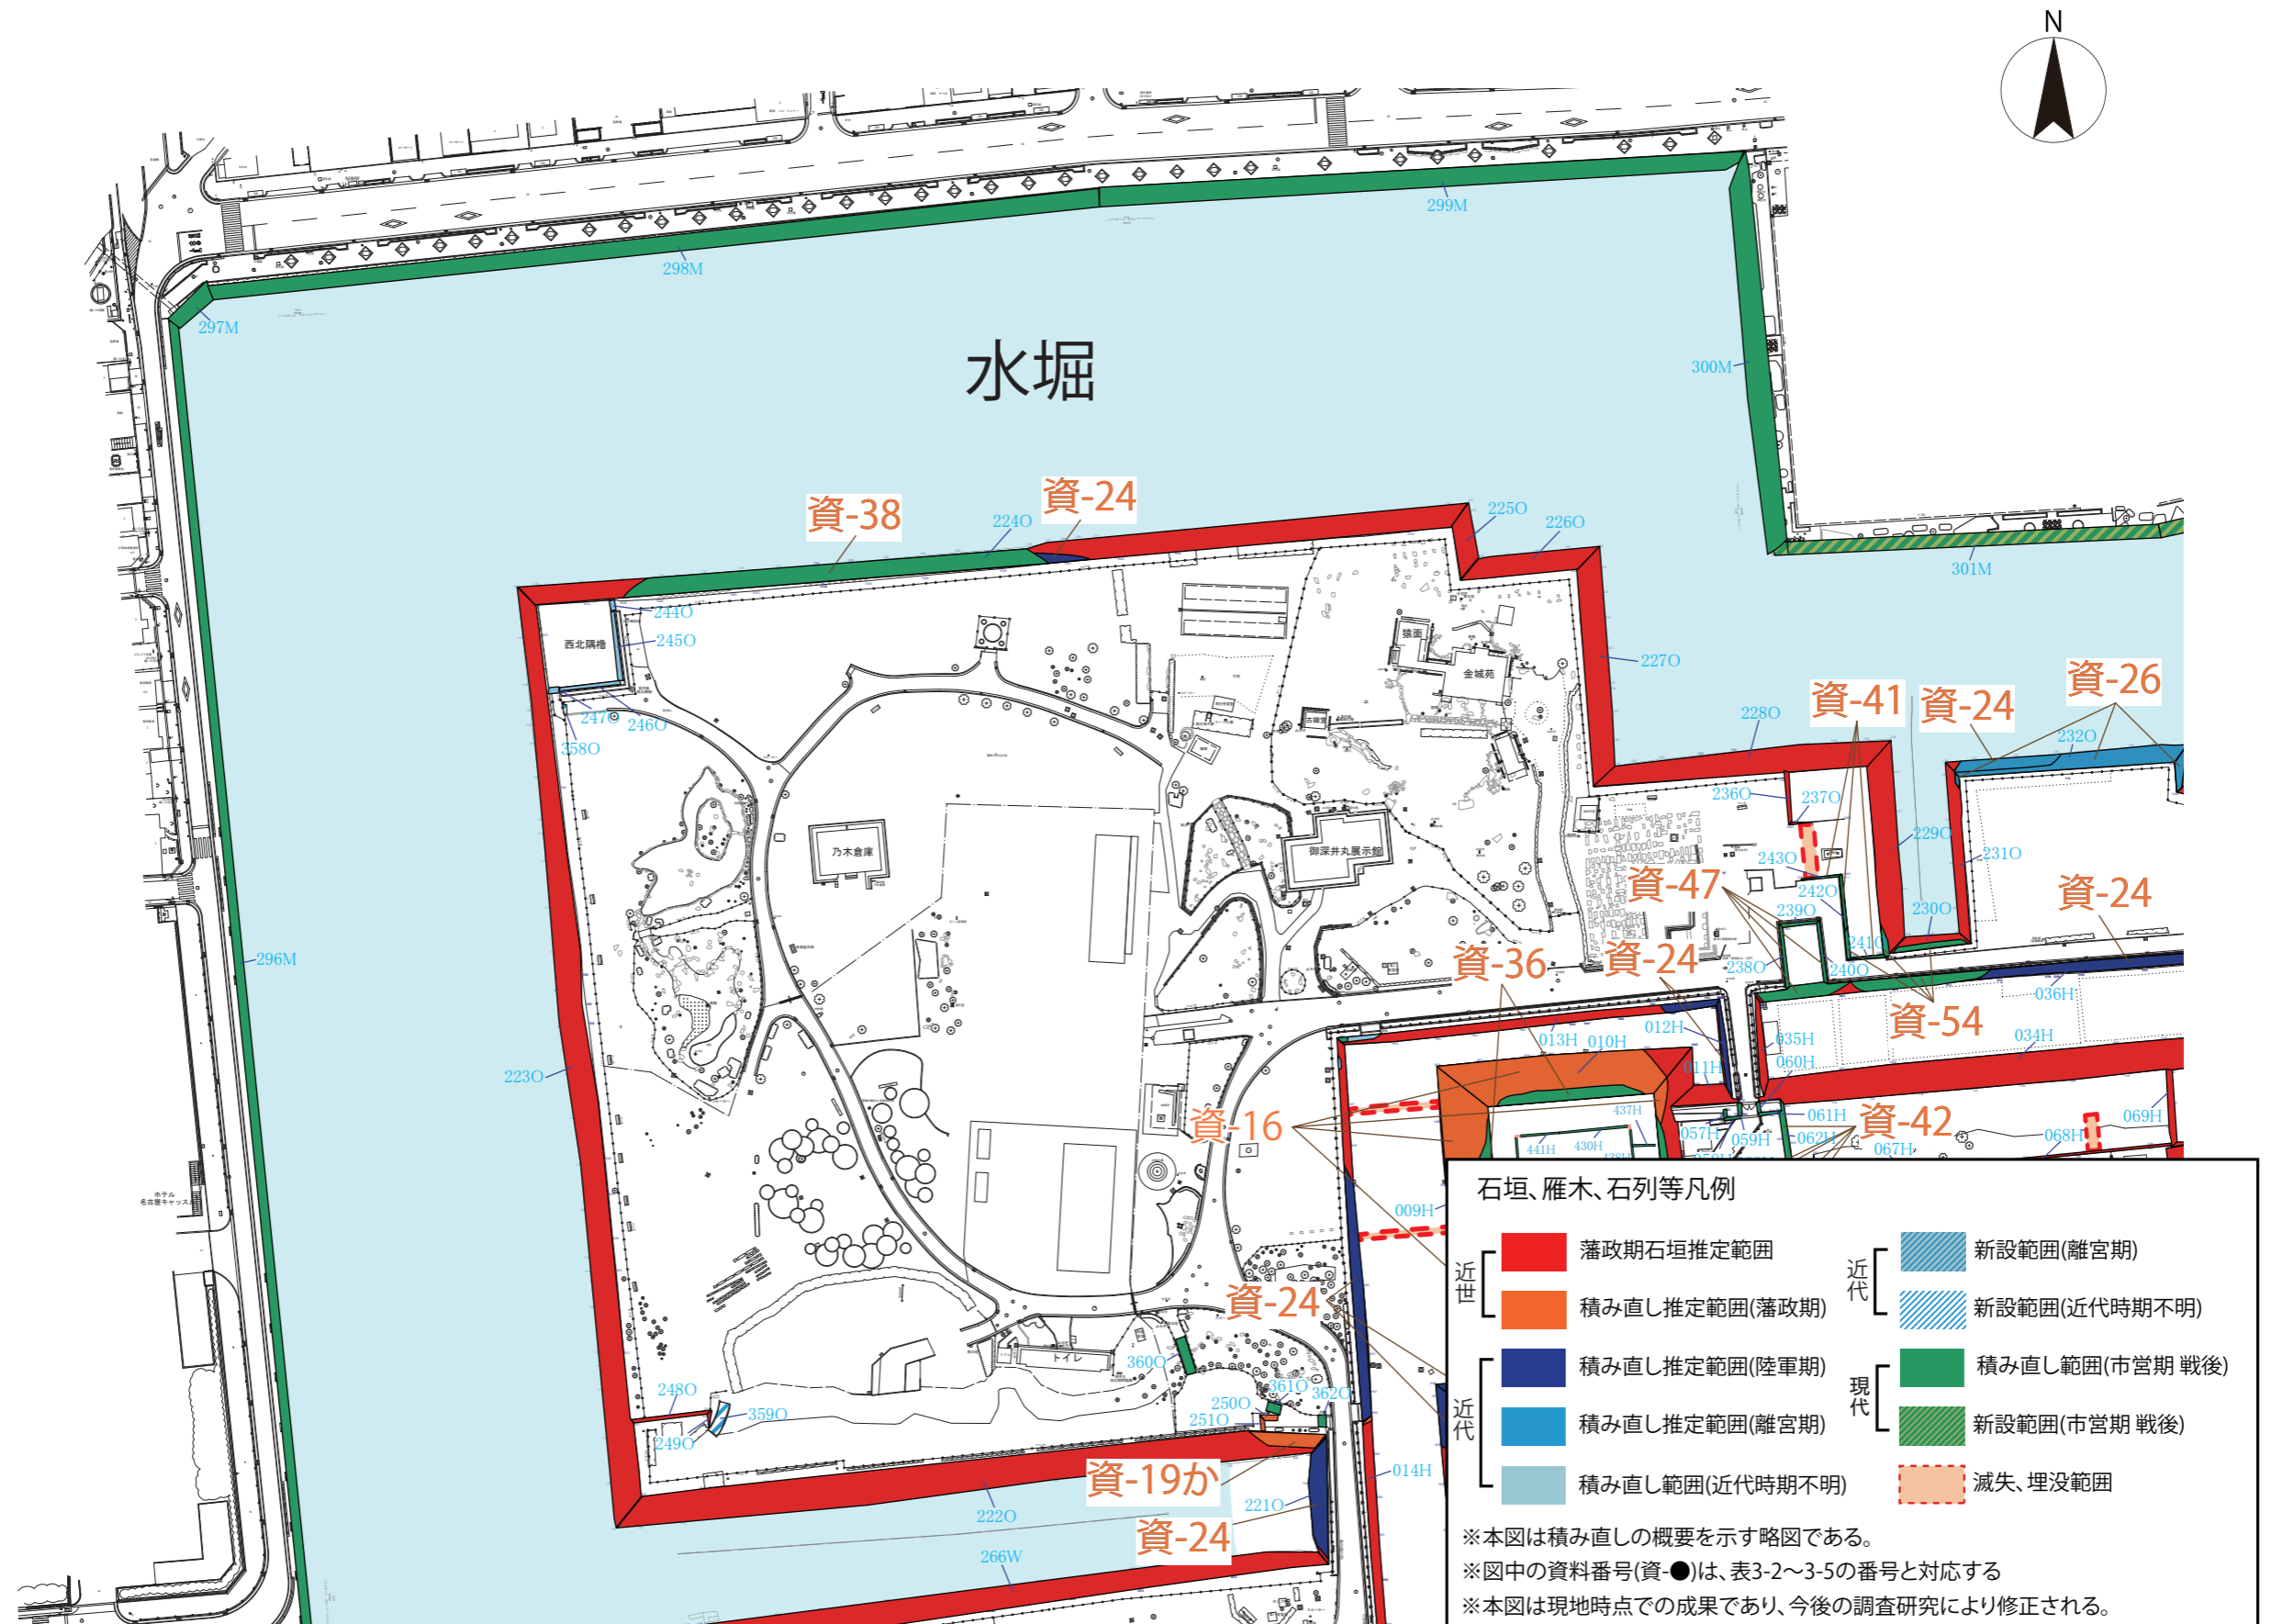 N
299M
298M
297M
水堀
300M
資-38
資-24
224O
225O
226O
301M
244O
西北隅櫓
245O
猿面
金城苑
227O
資-41
資-24
資-26
247O
246O
228O
232O
358O
236O
237O
229O
乃木倉庫
御深井丸展示館
243O
231O
資-47
242O
資-24
239O
230O
296M
資-36
資-24
241O
238O
240O
036H
資-54
012H
013H
010H
035H
034H
223O
011H
060H
資-16
437H
061H
資-42
069H
057H
059H
062H
068H
441H
430H
067H
ホテル
名古屋キャッスル
009H
資-24
トイレ
360O
248O
361O
362O
250O
359O
251O
249O
014H
資-19か
221O
222O
資-24
266W
石垣、雁木、石列等凡例
近世
藩政期石垣推定範囲
積み直し推定範囲(藩政期)
近代
積み直し推定範囲(陸軍期)
積み直し推定範囲(離宮期)
積み直し範囲(近代時期不明)
近代
新設範囲(離宮期)
新設範囲(近代時期不明)
現代
積み直し範囲(市営期 戦後)
新設範囲(市営期 戦後)
滅失、埋没範囲
※本図は積み直しの概要を示す略図である。
※図中の資料番号(資-●)は、表3-2～3-5の番号と対応する
※本図は現地時点での成果であり、今後の調査研究により修正される。